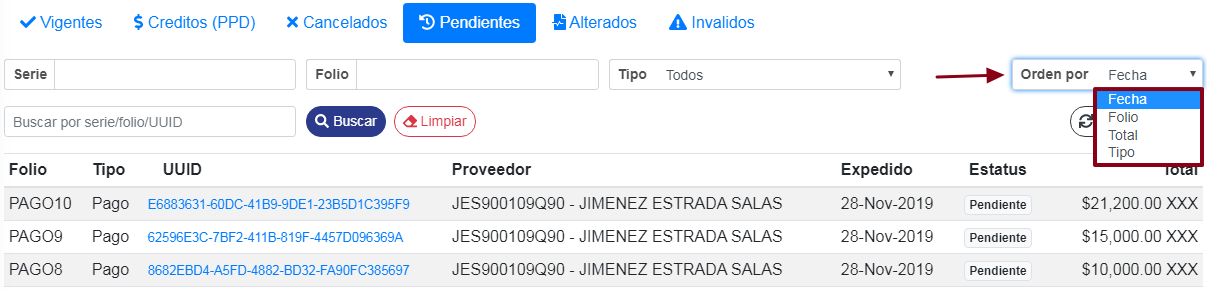 Vigentes Creditos (PPD) Cancelados Pendientes Alterados Invalidos
Serie Folio Tipo Todos Orden por Fecha
Fecha
Folio
Total
Tipo
Buscar por serie/folio/UUID Buscar Limpiar
Folio Tipo UUID Proveedor Expedido Estatus Total
PAGO10 Pago E6883631-60DC-41B9-9DE1-23B5D1C395F9 JES900109Q90 - JIMENEZ ESTRADA SALAS 28-Nov-2019 Pendiente $21,200.00 XXX
PAGO9 Pago 62596E3C-7BF2-411B-819F-4457D096369A JES900109Q90 - JIMENEZ ESTRADA SALAS 28-Nov-2019 Pendiente $15,000.00 XXX
PAGO8 Pago 8682EBD4-A5FD-4882-BD32-FA90FC385697 JES900109Q90 - JIMENEZ ESTRADA SALAS 28-Nov-2019 Pendiente $10,000.00 XXX